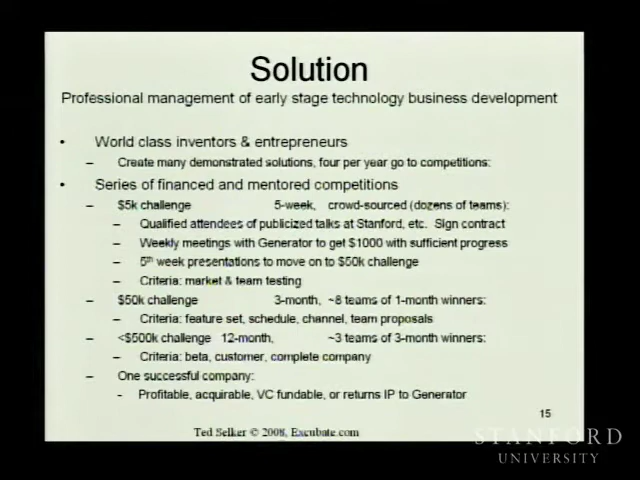 Solution
Professional management of early stage technology business development
• World class inventors & entrepreneurs
– Create many demonstrated solutions, four per year go to competitions:
• Series of financed and mentored competitions
– $5k challenge 5-week, crowd-sourced (dozens of teams):
– Qualified attendees of publicized talks at Stanford, etc. Sign contract
– Weekly meetings with Generator to get $1000 with sufficient progress
– 5th week presentations to move on to $50k challenge
– Criteria: market & team testing
– $50k challenge 3-month, ~8 teams of 1-month winners:
– Criteria: feature set, schedule, channel, team proposals
– <$500k challenge 12-month, ~3 teams of 3-month winners:
– Criteria: beta, customer, complete company
– One successful company:
- Profitable, acquirable, VC fundable, or returns IP to Generator
15
Ted Selker © 2008, Excubate.com
STANFORD
UNIVERSITY